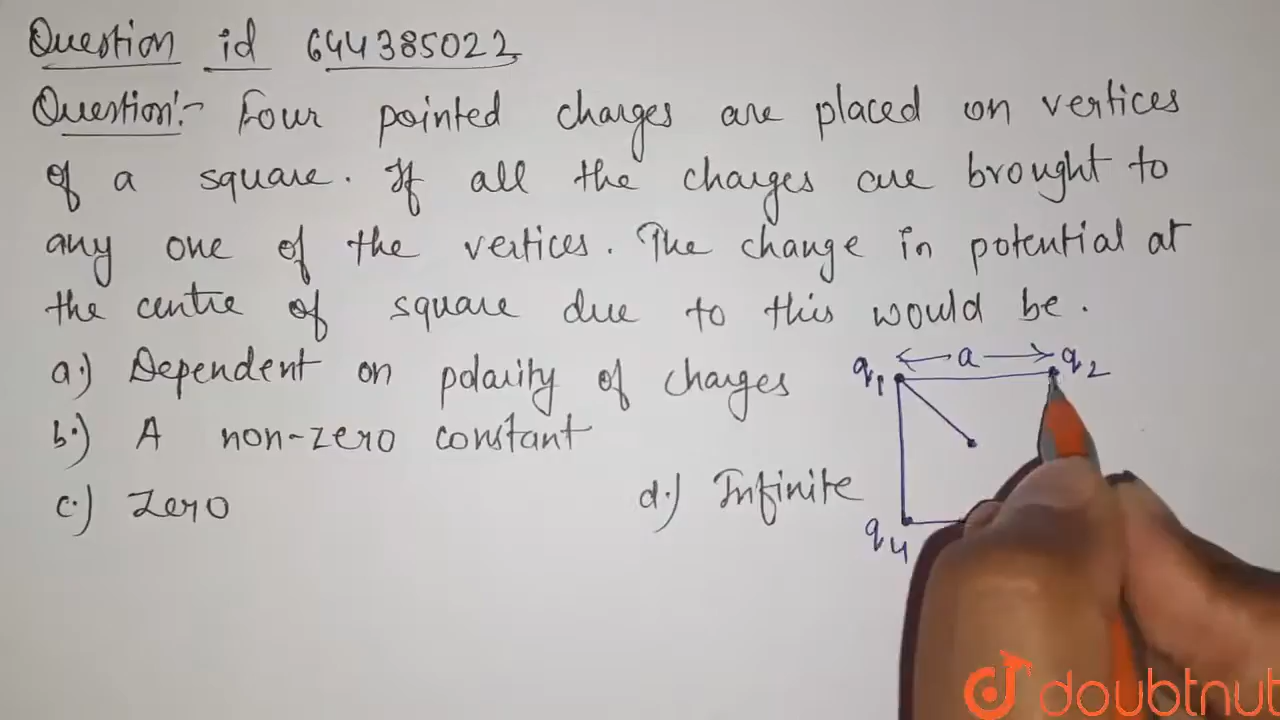 Question id 644385022
Question:- Four pointed charges are placed on vertices
of a square. If all the charges are brought to
any one of the vertices. The change in potential at
the centre of square due to this would be.
a.) Dependent on polarity of charges
b.) A non-zero constant
c.) Zero
d.) Infinite
q1 a q2
q4
doubtnut